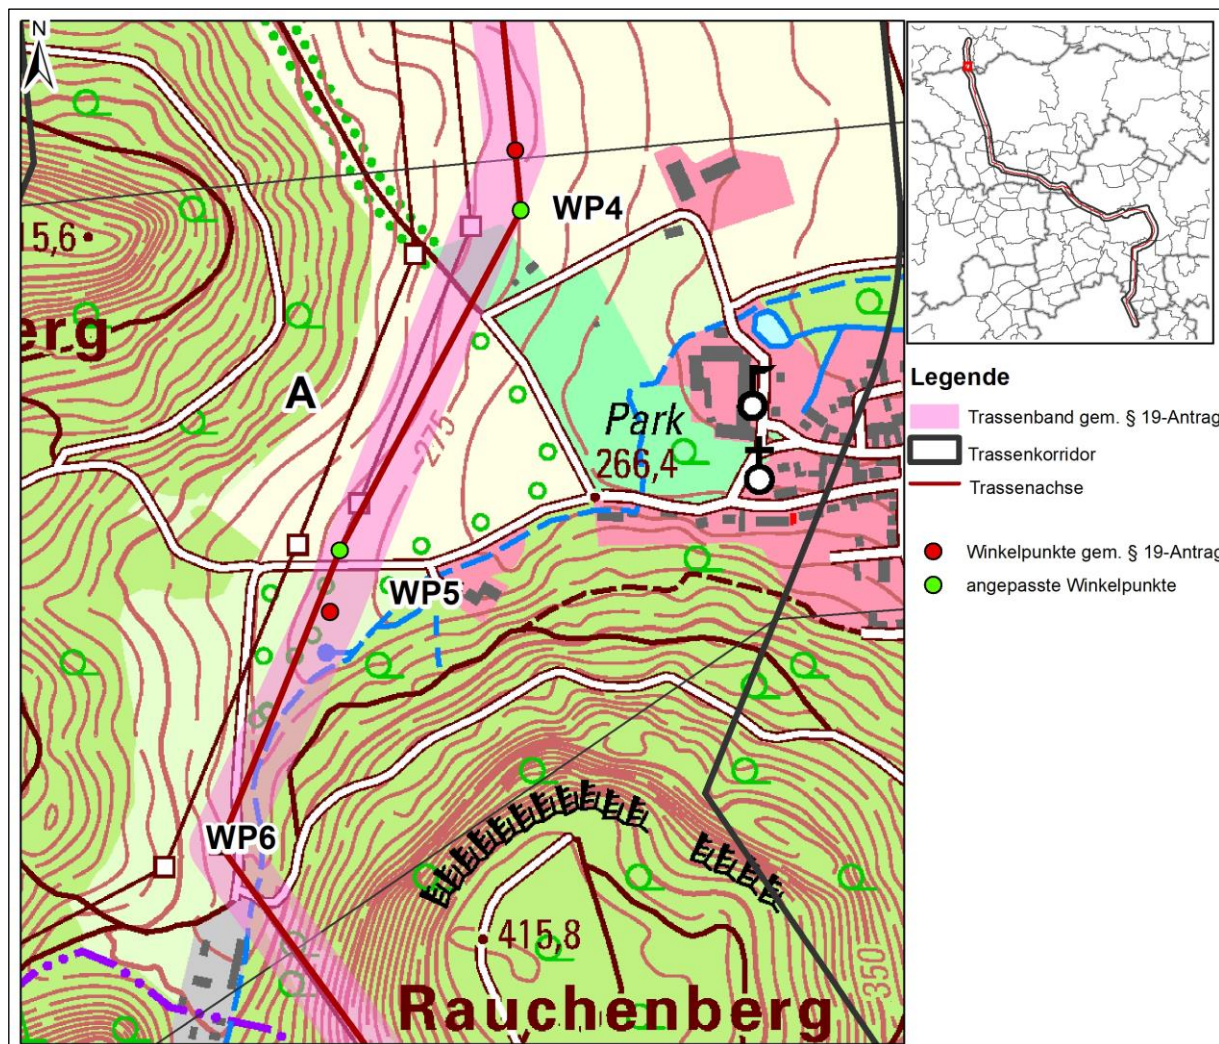 N
WP4
15,6
erg
A
275
Park
266,4
WP5
WP6
415,8
350
Rauchenberg
Legende
Trassenband gem. § 19-Antrag
Trassenkorridor
Trassenachse
Winkelpunkte gem. § 19-Antrag
angepasste Winkelpunkte